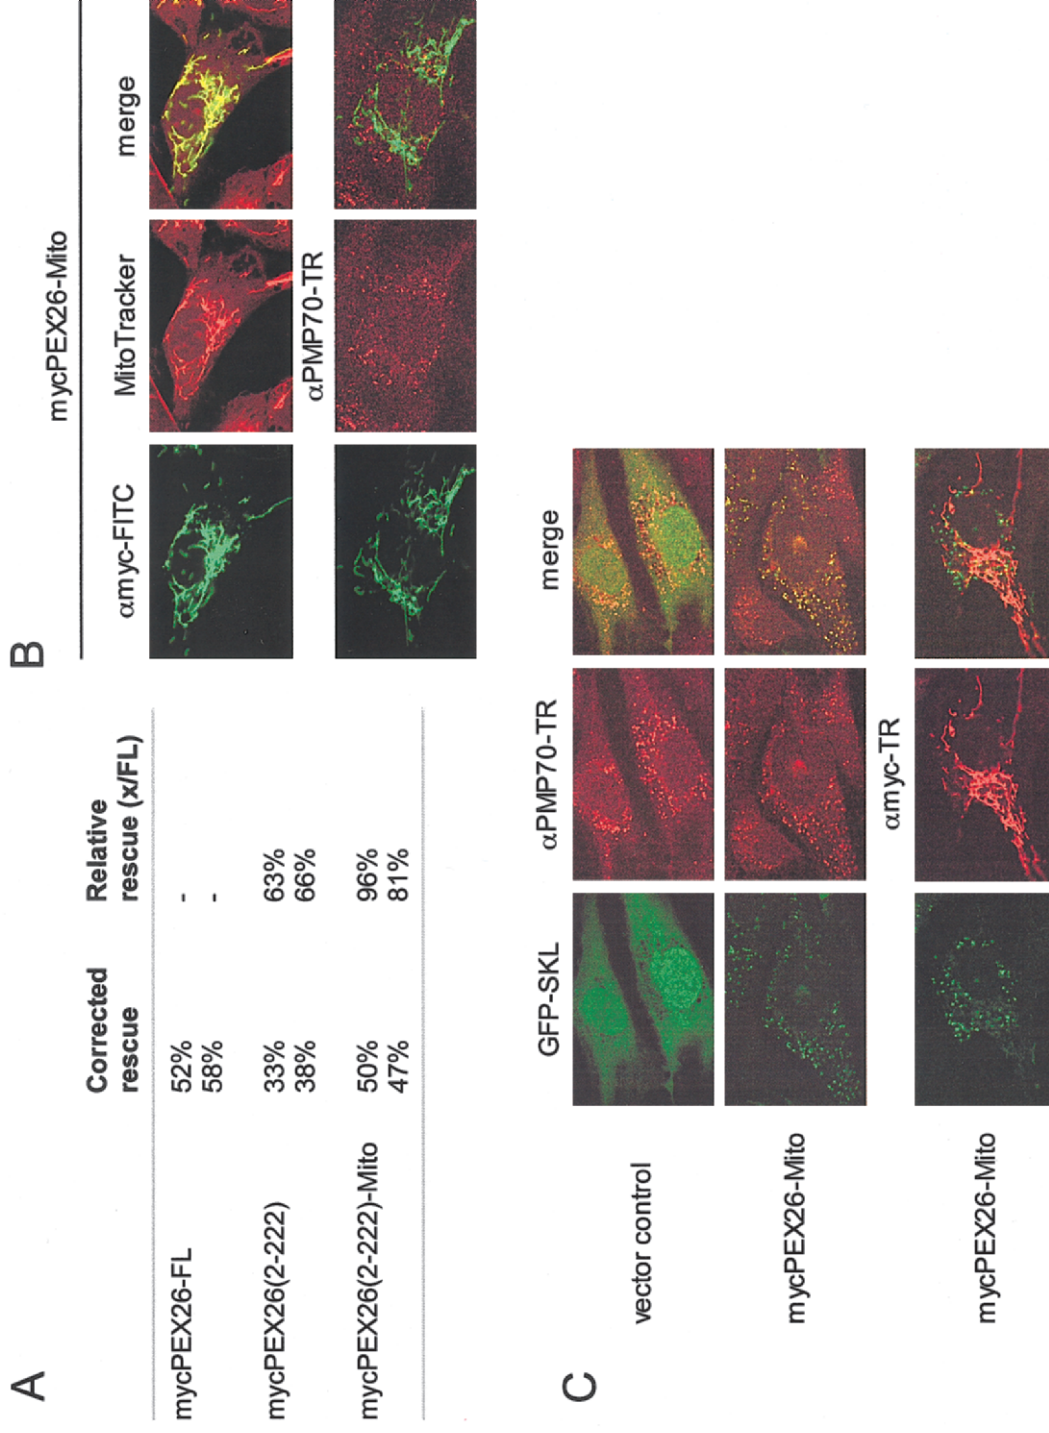 A
Corrected rescue
Relative rescue (x/FL)
mycPEX26-FL 52% -
58% -
mycPEX26(2-222) 33% 63%
38% 66%
mycPEX26(2-222)-Mito 50% 96%
47% 81%
B
mycPEX26-Mito
αmyc-FITC MitoTracker merge
αPMP70-TR
C
GFP-SKL αPMP70-TR merge
vector control
mycPEX26-Mito
αmyc-TR
mycPEX26-Mito